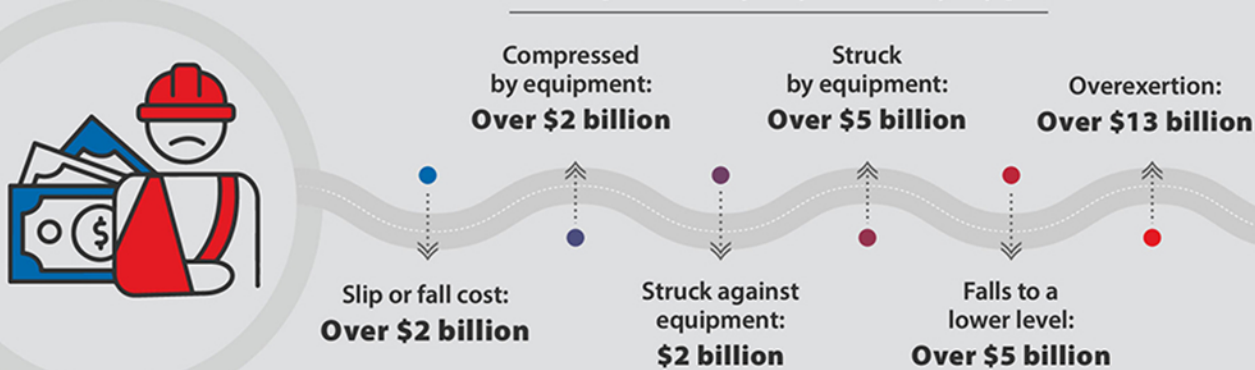 Slip or fall cost:
Over $2 billion
Compressed
by equipment:
Over $2 billion
Struck against
equipment:
$2 billion
Struck
by equipment:
Over $5 billion
Falls to a
lower level:
Over $5 billion
Overexertion:
Over $13 billion
$